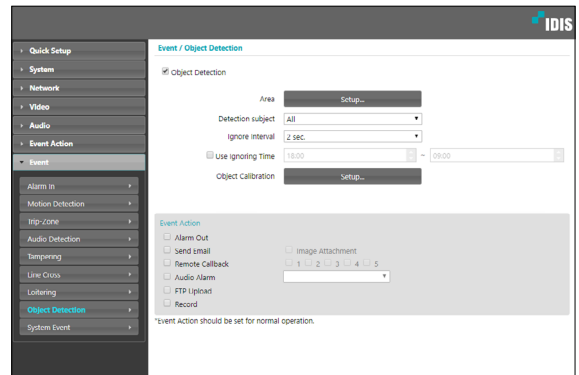 IDIS
Quick Setup
System
Network
Video
Audio
Event Action
Event
Alarm In
Motion Detection
Trip-Zone
Audio Detection
Tampering
Line Cross
Loitering
Object Detection
System Event
Event / Object Detection
Object Detection
Area Setup...
Detection subject All
Ignore Interval 2 sec.
Use Ignoring Time 18:00 ~ 09:00
Object Calibration Setup...
Event Action
Alarm Out
Send Email Image Attachment
Remote Callback 1 2 3 4 5
Audio Alarm
FTP Upload
Record
*Event Action should be set for normal operation.